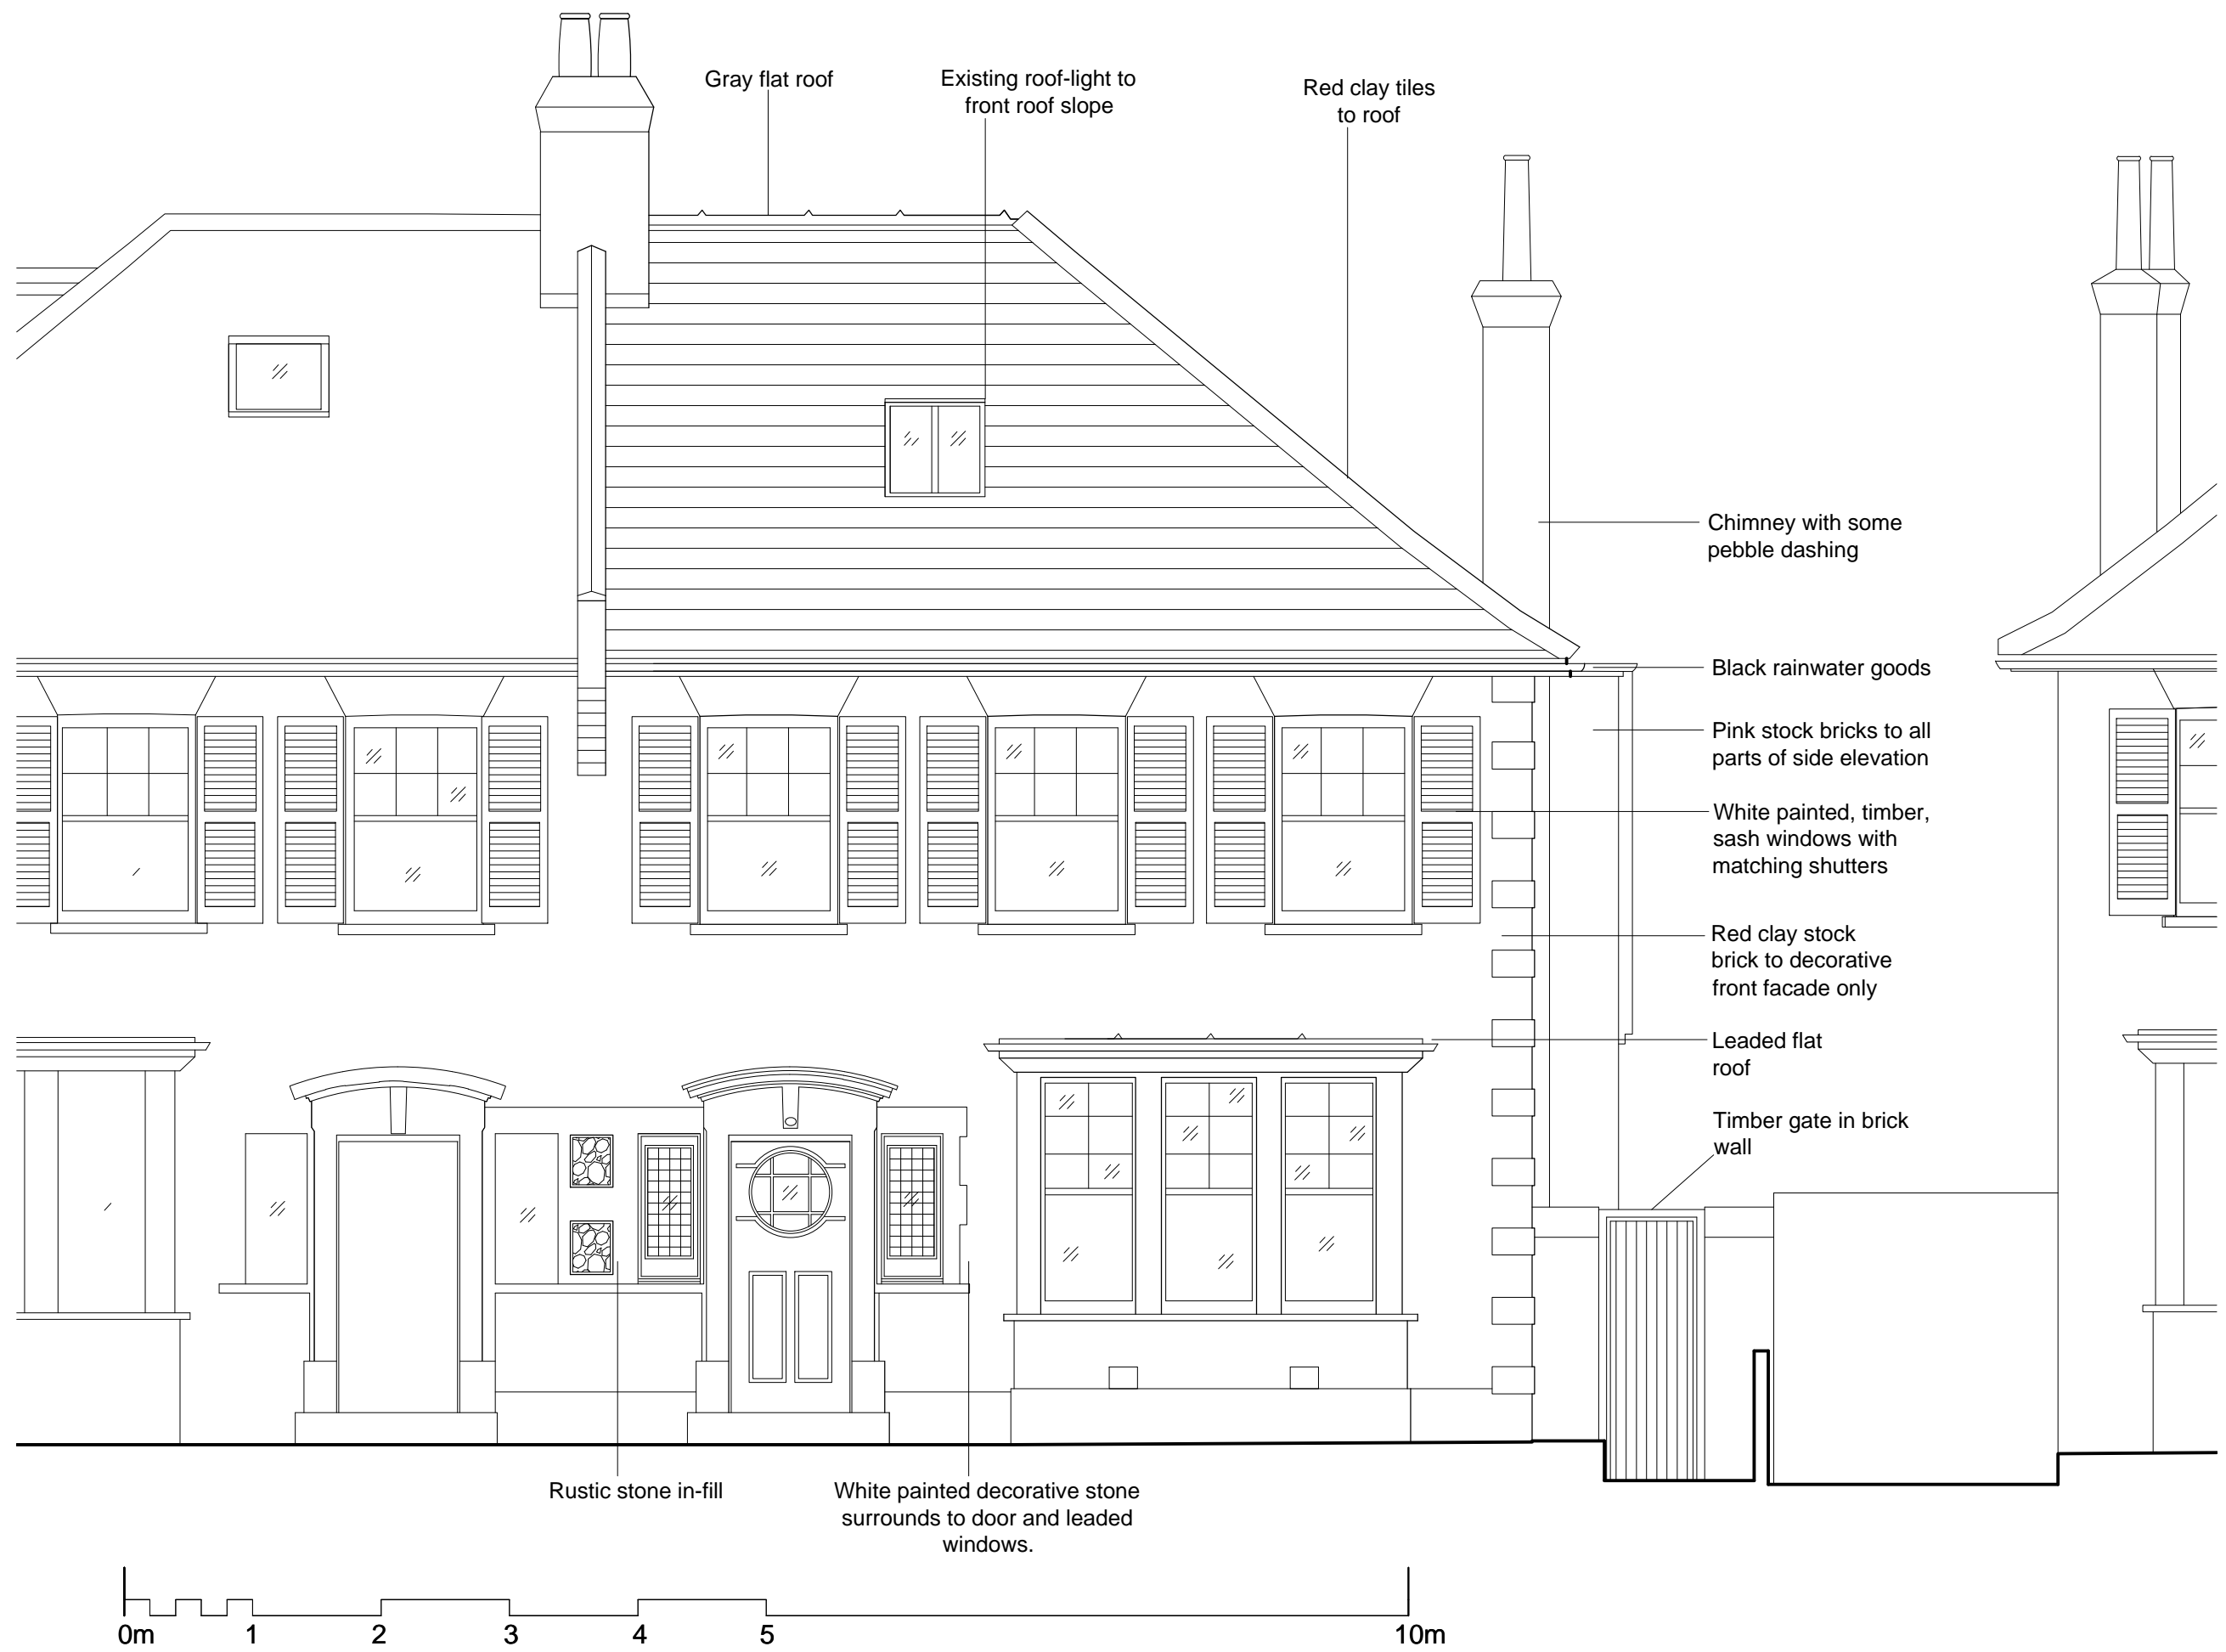 Gray flat roof
Existing roof-light to
front roof slope
Red clay tiles
to roof
Chimney with some
pebble dashing
Black rainwater goods
Pink stock bricks to all
parts of side elevation
White painted, timber,
sash windows with
matching shutters
Red clay stock
brick to decorative
front facade only
Leaded flat
roof
Timber gate in brick
wall
Rustic stone in-fill
White painted decorative stone
surrounds to door and leaded
windows.
0m 1 2 3 4 5 10m